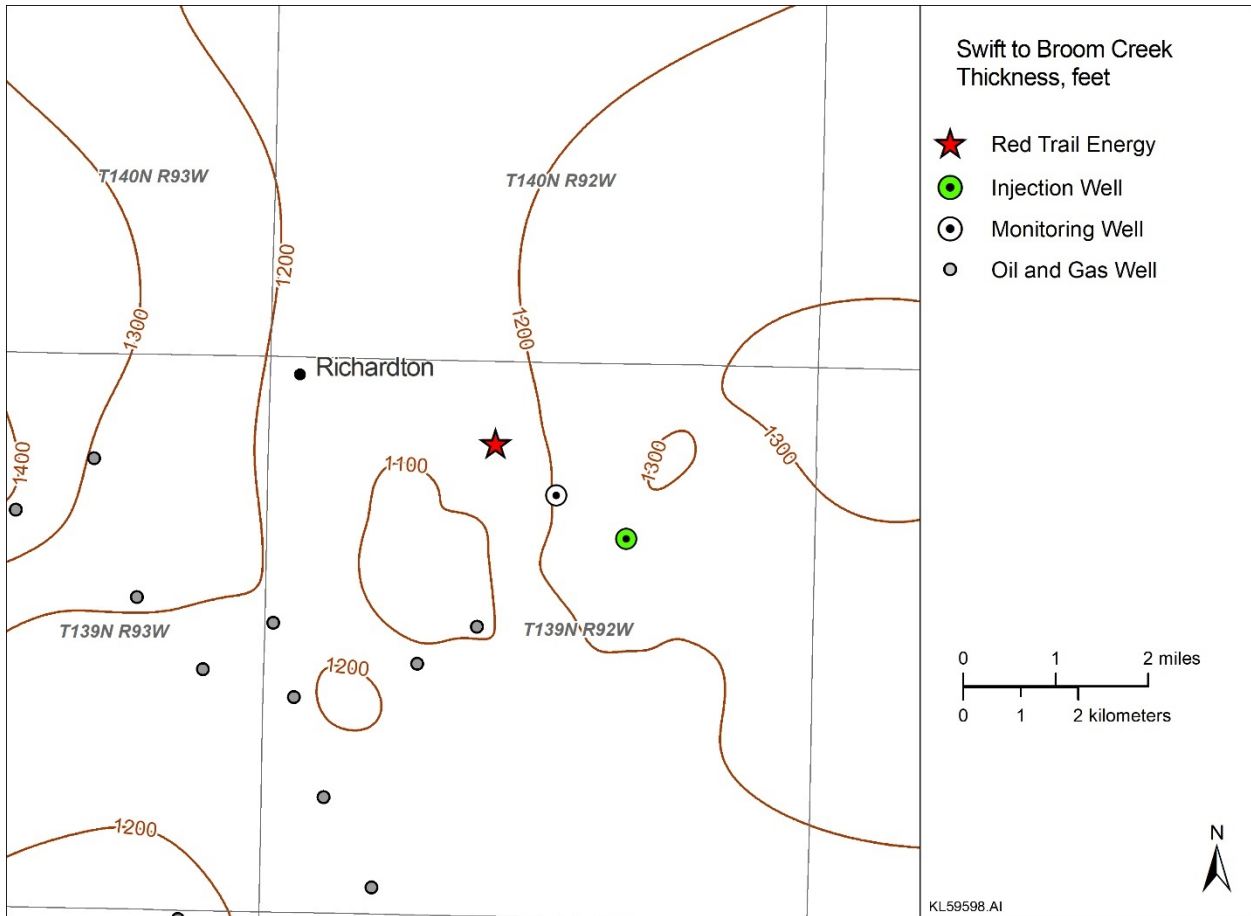 Swift to Broom Creek
Thickness, feet
Red Trail Energy
Injection Well
Monitoring Well
Oil and Gas Well
T140N R93W
T140N R92W
1200
1300
1200
Richardton
1300
1300
1400
1100
T139N R93W
T139N R92W
1200
1200
0 1 2 miles
0 1 2 kilometers
N
KL59598.AI